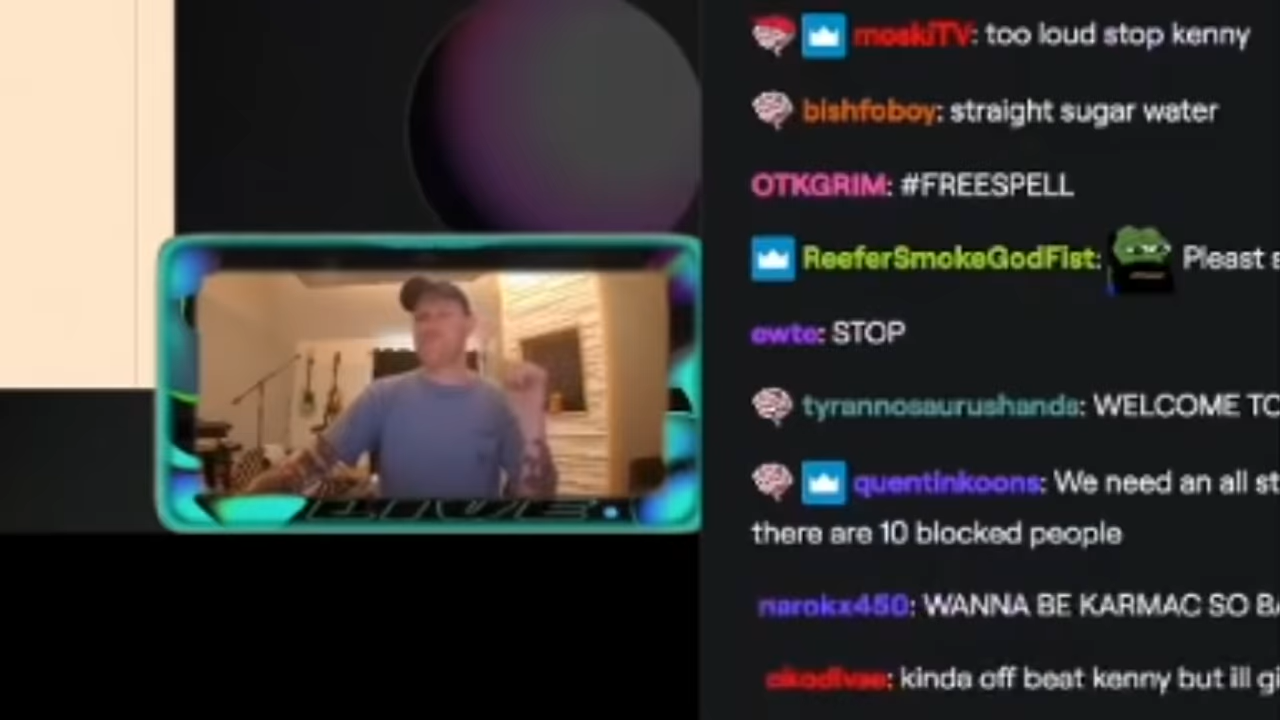 moskiTV: too loud stop kenny
bishfoboy: straight sugar water
OTKGRIM: #FREESPELL
ReeferSmokeGodFist: Pleast s
owte: STOP
tyrannosaurushands: WELCOME TO
quentinkoons: We need an all st
there are 10 blocked people
narokx450: WANNA BE KARMAC SO BA
: kinda off beat kenny but ill gi
LIVE